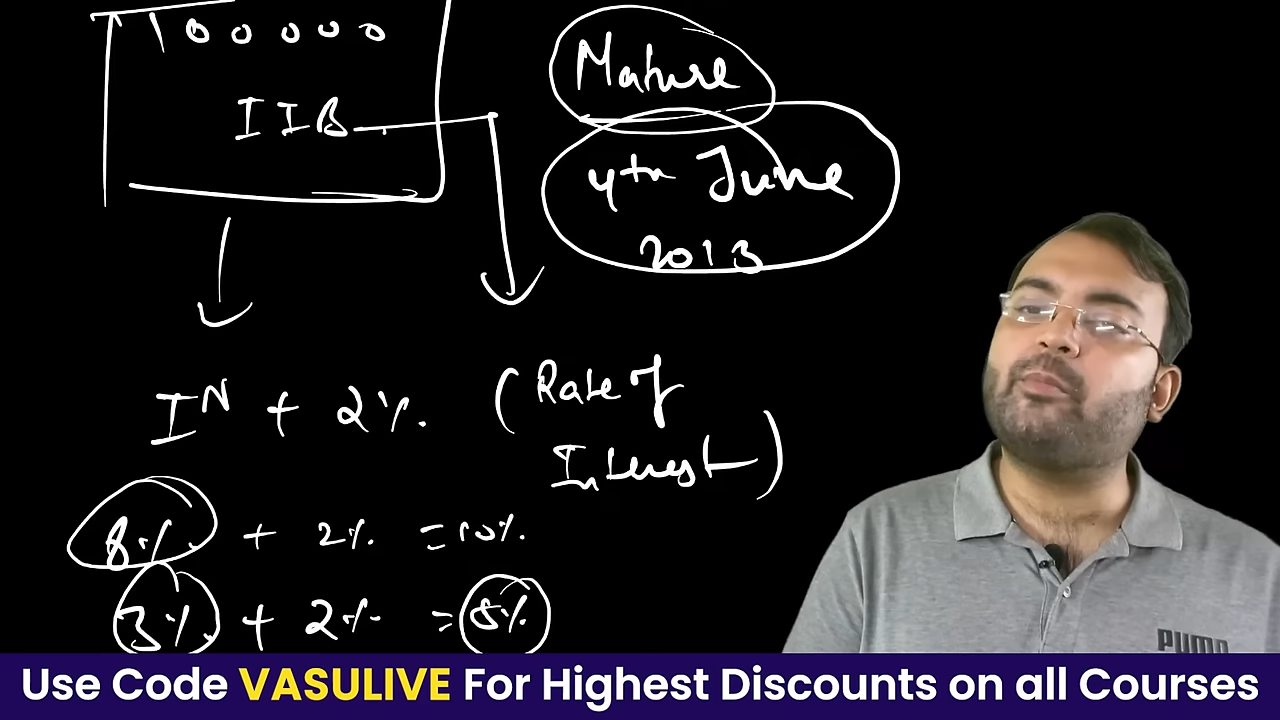 100000
IIB
Mature
4th June
2013
IN + 2%. (Rate of
Interest)
8% + 2% = 10%.
3% + 2% = 5%
PUMA
Use Code VASULIVE For Highest Discounts on all Courses